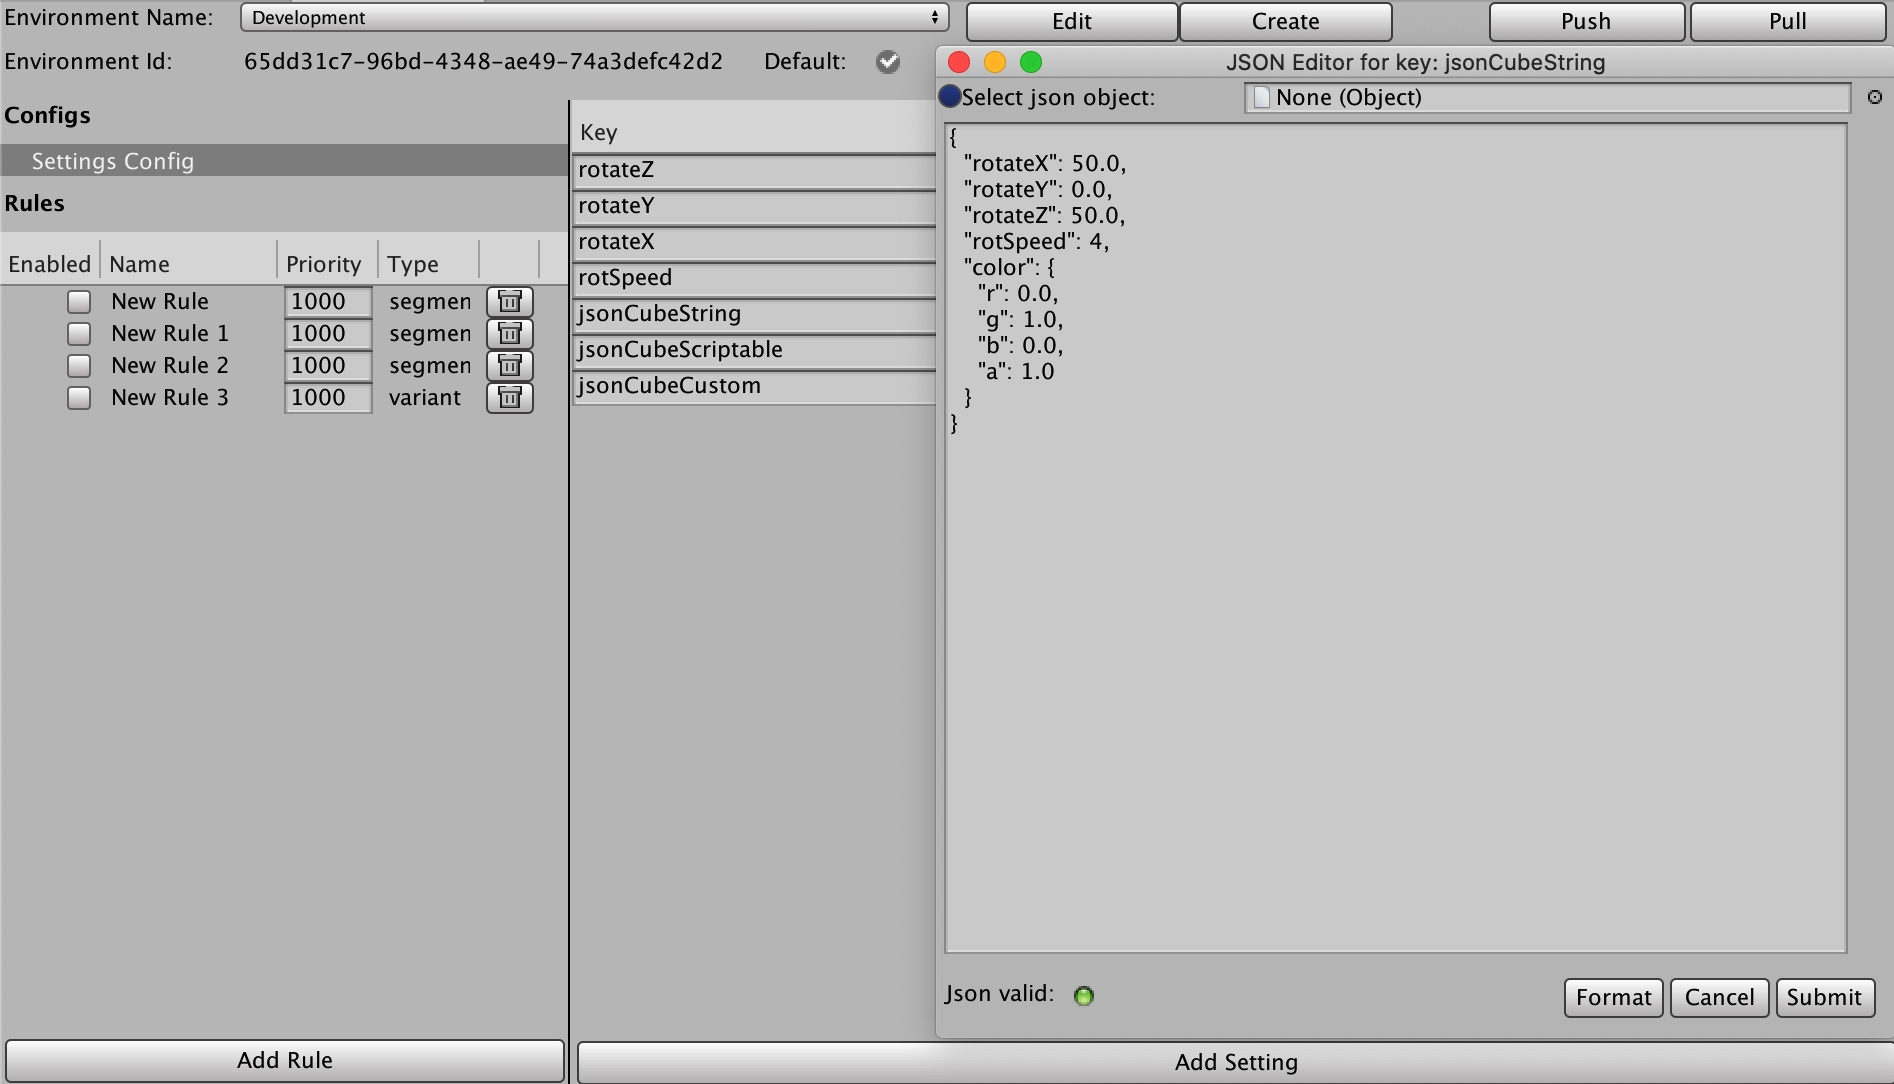 Environment Name: Development Edit Create Push Pull
Environment Id: 65dd31c7-96bd-4348-ae49-74a3defc42d2 Default:
Configs
Settings Config
Rules
Enabled Name Priority Type
New Rule 1000 segmen
New Rule 1 1000 segmen
New Rule 2 1000 segmen
New Rule 3 1000 variant
Add Rule
Key
rotateZ
rotateY
rotateX
rotSpeed
jsonCubeString
jsonCubeScriptable
jsonCubeCustom
JSON Editor for key: jsonCubeString
Select json object: None (Object)
{
"rotateX": 50.0,
"rotateY": 0.0,
"rotateZ": 50.0,
"rotSpeed": 4,
"color": {
"r": 0.0,
"g": 1.0,
"b": 0.0,
"a": 1.0
}
}
Json valid: Format Cancel Submit
Add Setting